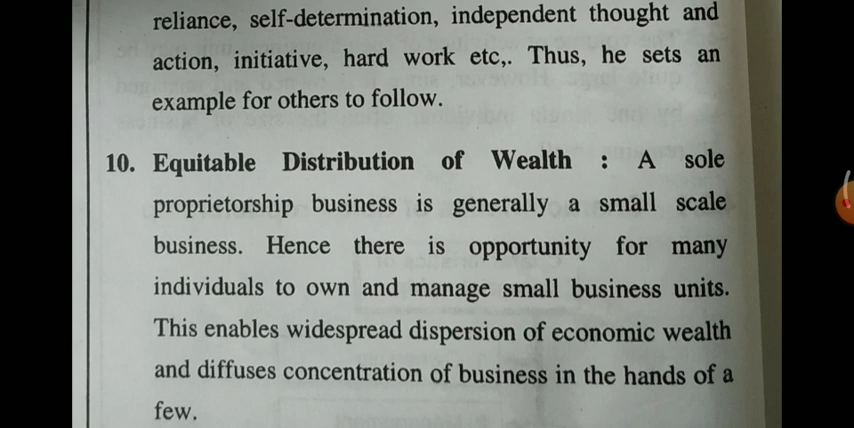 reliance, self-determination, independent thought and
action, initiative, hard work etc,. Thus, he sets an
example for others to follow.
10. Equitable Distribution of Wealth : A sole
proprietorship business is generally a small scale
business. Hence there is opportunity for many
individuals to own and manage small business units.
This enables widespread dispersion of economic wealth
and diffuses concentration of business in the hands of a
few.